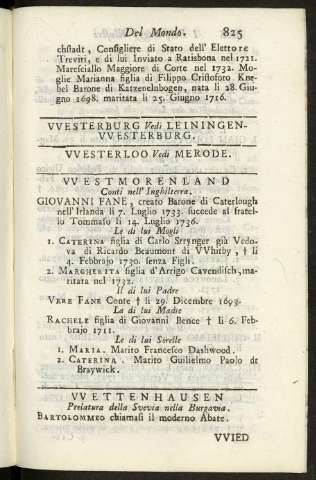 Del Mondo. 825
chstadt, Consigliere di Stato dell' Elettore
Treviri, e di lui Inviato a Ratisbona nel 1721.
Maresciallo Maggiore di Corte nel 1732. Mo-
glie Marianna figlia di Filippo Cristoforo Kne-
bel Barone di Katzenelnbogen, nata li 28. Giu-
gno 1698. maritata li 25. Giugno 1716.
VVESTERBURG Vedi LEININGEN-
VVESTERBURG.
VVESTERLOO Vedi MERODE.
VVESTMORENLAND
Conti nell' Inghilterra.
GIOVANNI FANE, creato Barone di Caterlough
nell'Irlanda li 7. Luglio 1733. succede al fratel-
lo Tommaso li 14. Luglio 1736.
Le di lui Mogli
1. CATERINA figlia di Carlo Strynger già Vedo-
va di Ricardo Beaumont di VVhitby, † li
4. Febbrajo 1730. senza Figli.
2. MARGHERITA figlia d'Arrigo Cavendisch, ma-
ritata nel 1732.
Il di lui Padre
VERE FANE Conte † li 29. Dicembre 1693.
La di lui Madre
RACHELE figlia di Giovanni Bence † li 6. Feb-
brajo 1711.
Le di lui Sorelle
1. MARIA. Marito Francesco Dashwood.
2. CATERINA. Marito Guilielmo Paolo de
Braywick.
VVETTENHAUSEN
Prelatura della Svevia nella Burgavia.
BARTOLOMMEO chiamasi il moderno Abate.
VVIED